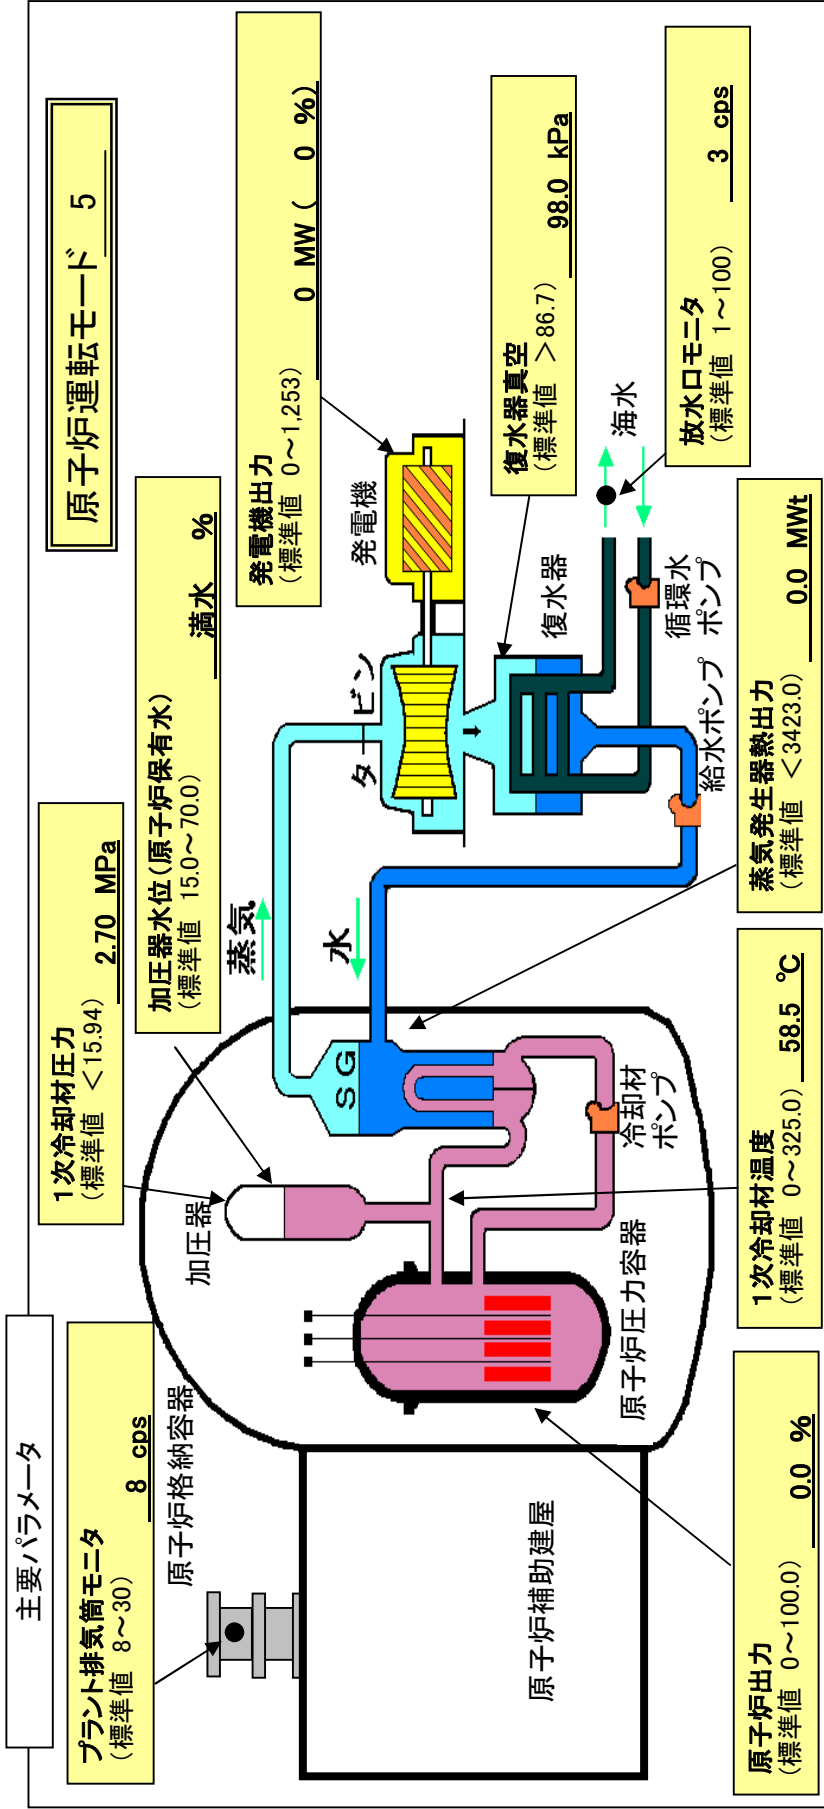 主要パラメータ
原子炉運転モード 5
プラント排気筒モニタ
(標準値 8～30)
8 cps
1次冷却材圧力
(標準値 ＜15.94)
2.70 MPa
加圧器水位(原子炉保有水)
(標準値 15.0～70.0)
満水 %
発電機出力
(標準値 0～1,253)
0 MW ( 0 %)
復水器真空
(標準値 ＞86.7)
98.0 kPa
放水口モニタ
(標準値 1～100)
3 cps
原子炉格納容器
加圧器
蒸気
水
タービン
発電機
SG
復水器
海水
循環水
ポンプ
給水ポンプ
冷却材
ポンプ
原子炉圧力容器
原子炉補助建屋
原子炉出力
(標準値 0～100.0)
0.0 %
1次冷却材温度
(標準値 0～325.0)
58.5 ℃
蒸気発生器熱出力
(標準値 ＜3423.0)
0.0 MWt